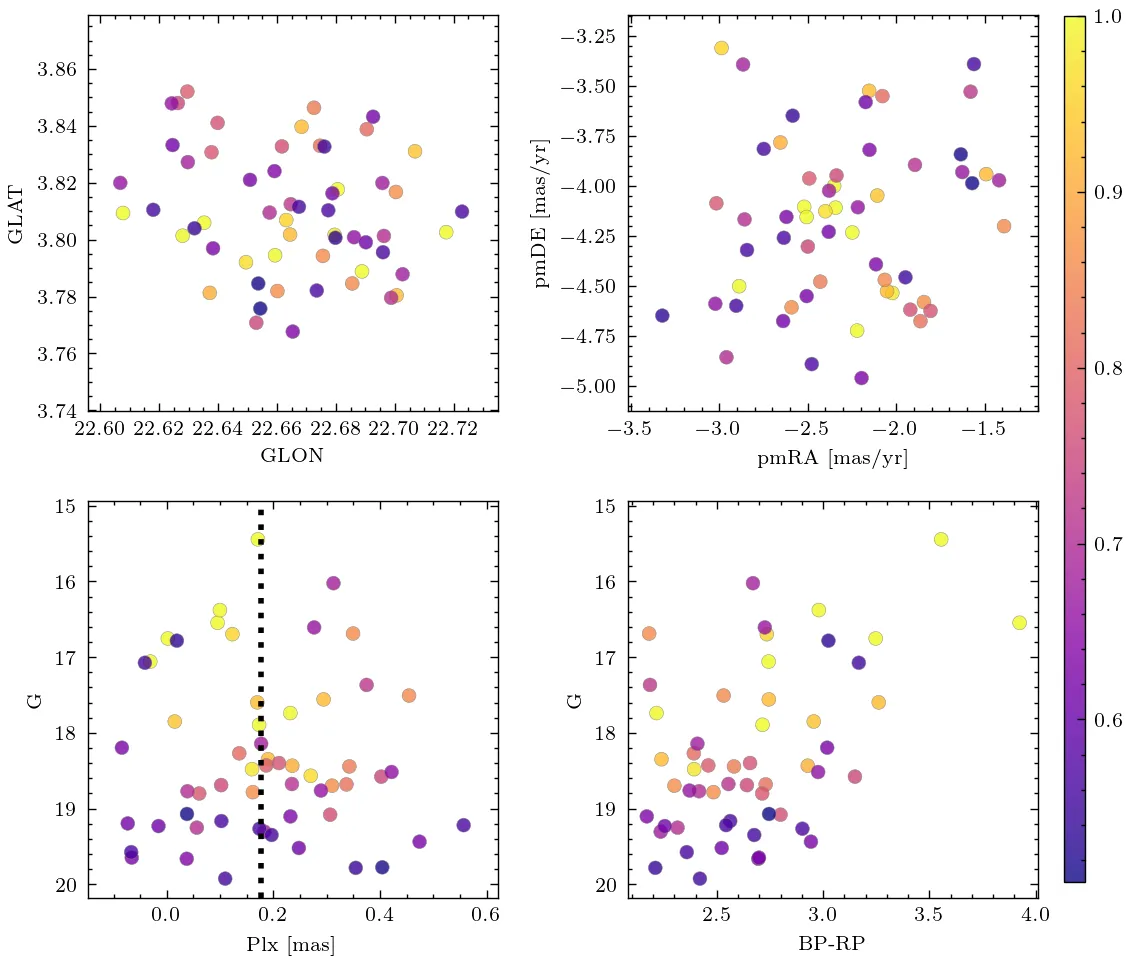 3.86
3.84
3.82
3.80
3.78
3.76
3.74
GLAT
22.60 22.62 22.64 22.66 22.68 22.70 22.72
GLON
−3.25
−3.50
−3.75
−4.00
−4.25
−4.50
−4.75
−5.00
pmDE [mas/yr]
−3.5 −3.0 −2.5 −2.0 −1.5
pmRA [mas/yr]
1.0
0.9
0.8
0.7
0.6
15
16
17
18
19
20
G
0.0 0.2 0.4 0.6
Plx [mas]
15
16
17
18
19
20
G
2.5 3.0 3.5 4.0
BP-RP